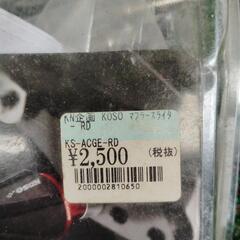 KN企画 KOSO マフラースライダ
- RD
KS-ACGE-RD
¥2,500 (税抜)
2000002810650